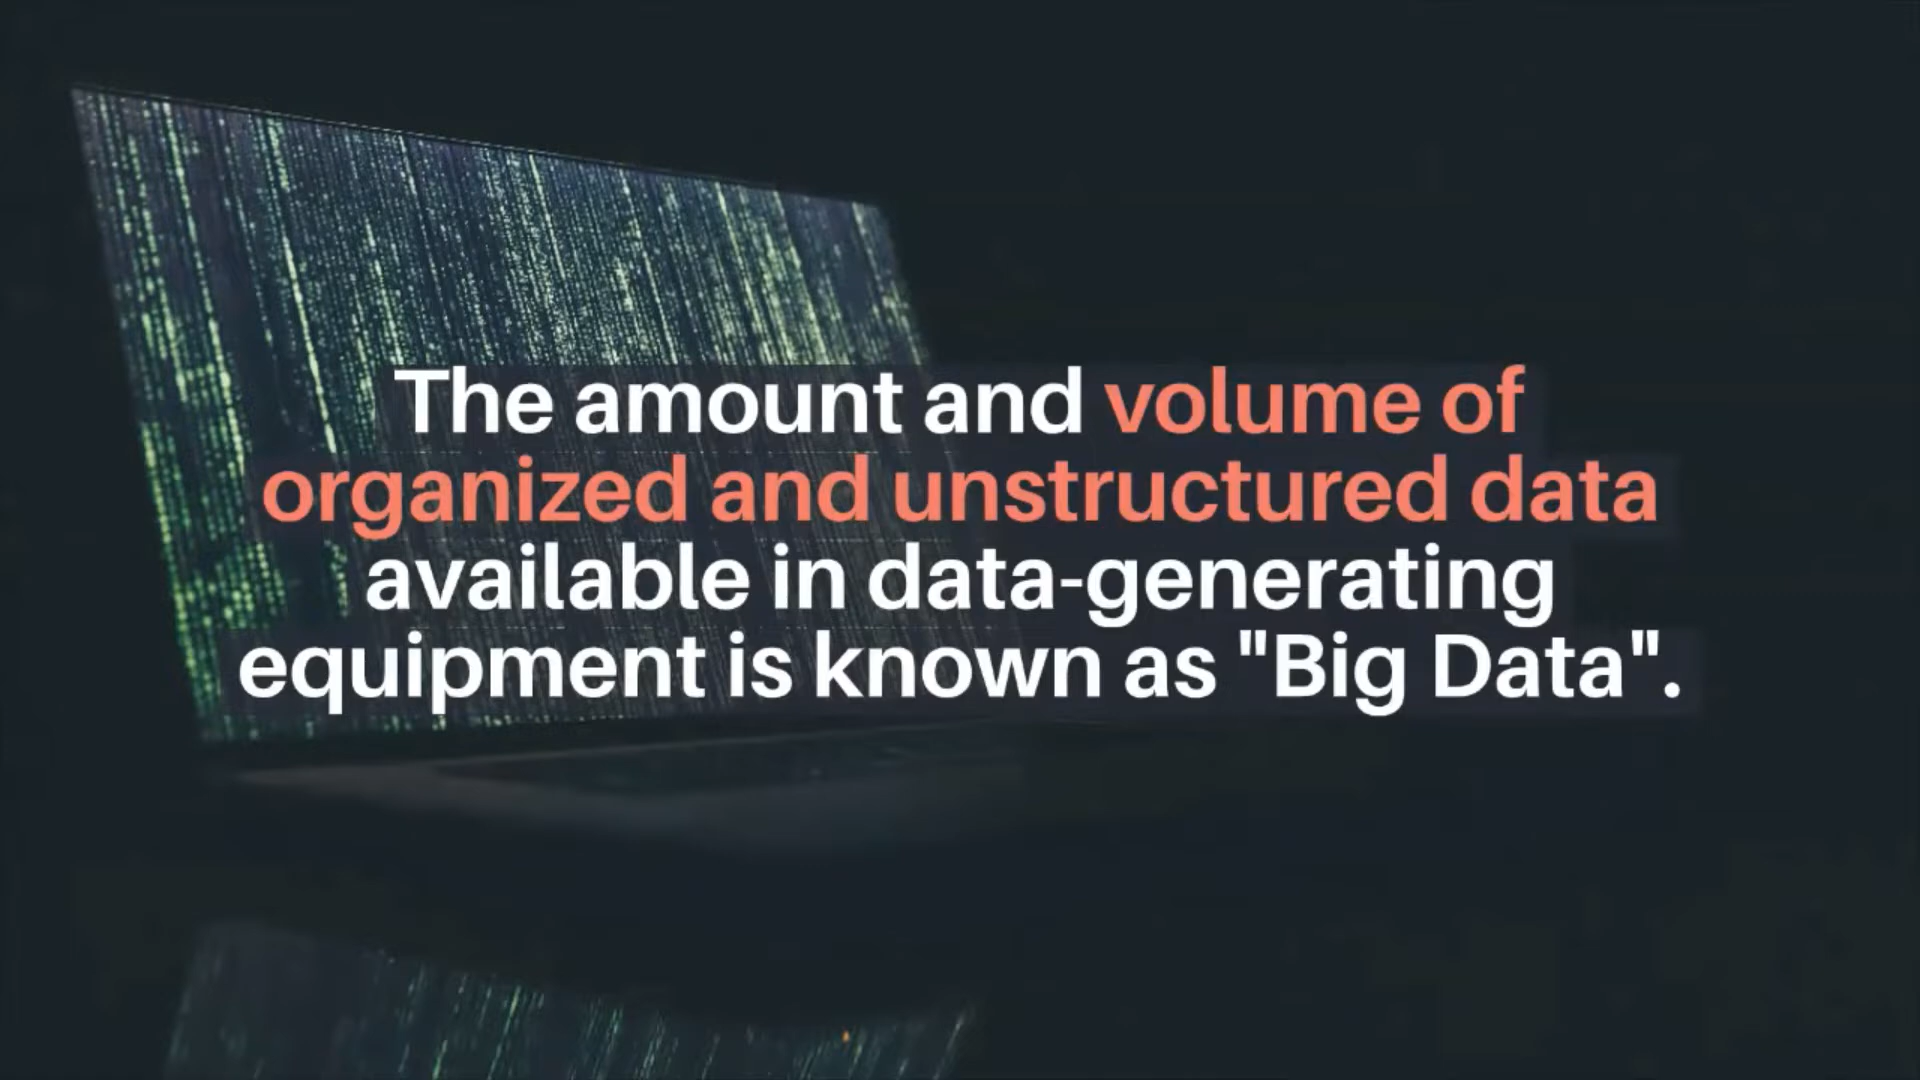 The amount and volume of
organized and unstructured data
available in data-generating
equipment is known as "Big Data".